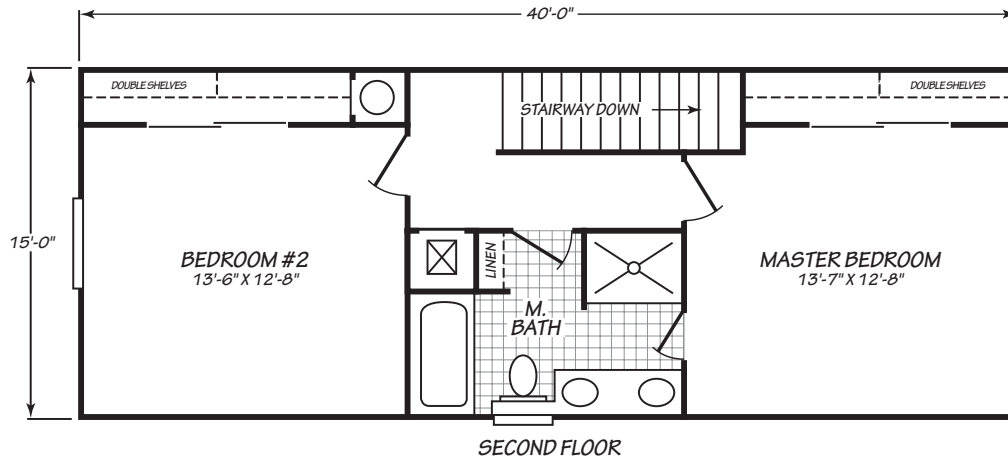 40'-0"
DOUBLE SHELVES
DOUBLE SHELVES
STAIRWAY DOWN
15'-0"
BEDROOM #2
13'-6" X 12'-8"
LINEN
MASTER BEDROOM
13'-7" X 12'-8"
M.
BATH
SECOND FLOOR